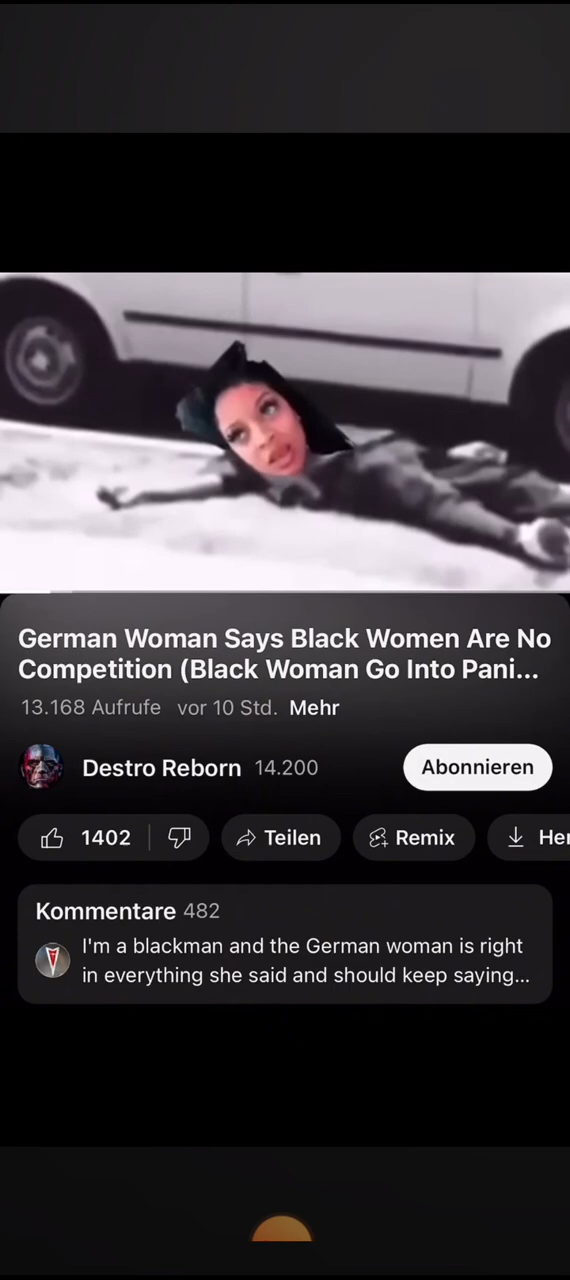 German Woman Says Black Women Are No
Competition (Black Woman Go Into Pani...
13.168 Aufrufe vor 10 Std. Mehr
Destro Reborn 14.200 Abonnieren
1402 Teilen Remix Her
Kommentare 482
I'm a blackman and the German woman is right
in everything she said and should keep saying...